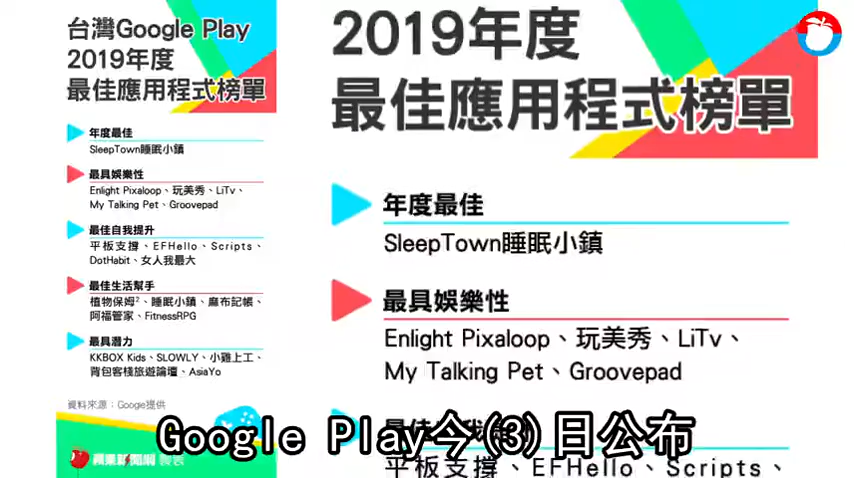 台灣Google Play
2019年度
最佳應用程式榜單
年度最佳
SleepTown睡眠小鎮
最具娛樂性
Enlight Pixaloop、玩美秀、LiTv、
My Talking Pet、Groovepad
最佳自我提升
平板支撐、EFHello、Scripts、
DotHabit、女人我最大
最佳生活幫手
植物保姆²、睡眠小鎮、麻布記帳、
阿福管家、FitnessRPG
最具潛力
KKBOX Kids、SLOWLY、小雞上工、
背包客棧旅遊論壇、AsiaYo
資料來源：Google提供
蘋果新聞網 製表
2019年度
最佳應用程式榜單
年度最佳
SleepTown睡眠小鎮
最具娛樂性
Enlight Pixaloop、玩美秀、LiTv、
My Talking Pet、Groovepad
平板支撐、EFHello、Scripts、
Google Play今(3)日公布